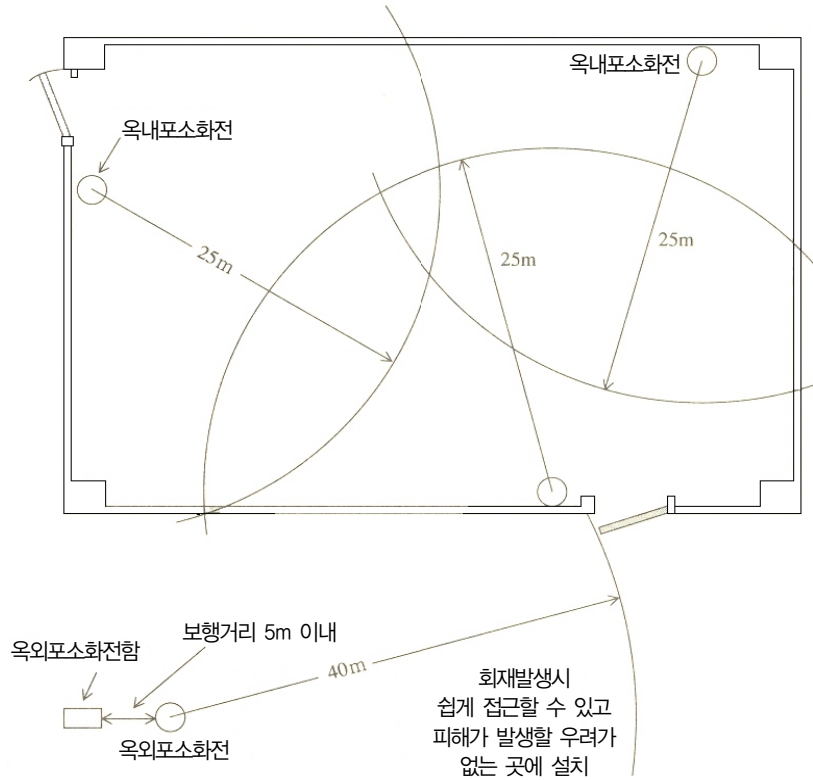 옥내포소화전
옥내포소화전
25m
25m
25m
보행거리 5m 이내
옥외포소화전함
40m
옥외포소화전
회재발생시
쉽게 접근할 수 있고
피해가 발생할 우려가
없는 곳에 설치